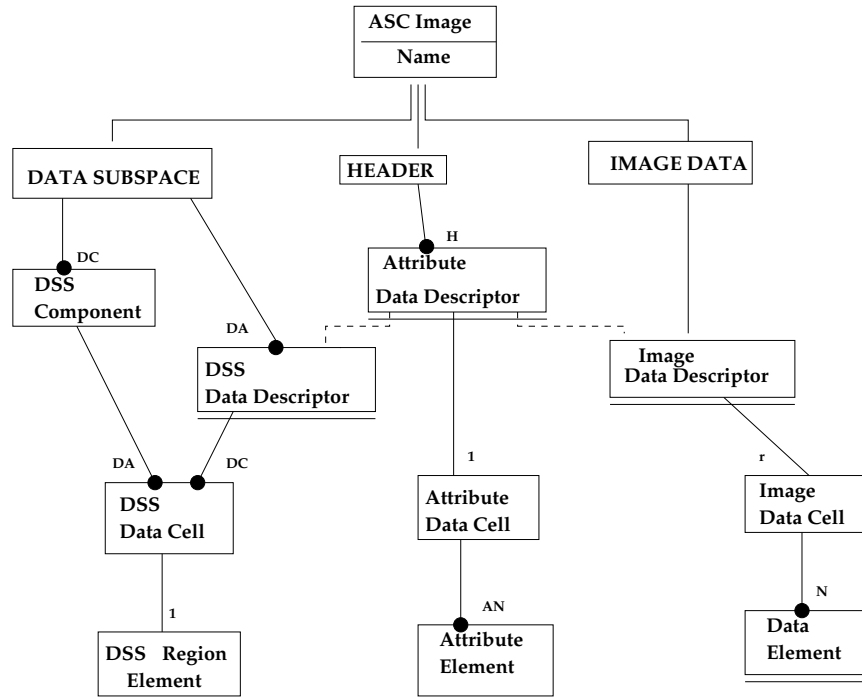 ASC Image
Name
DATA SUBSPACE
HEADER
IMAGE DATA
H
DC
Attribute
Data Descriptor
DSS
Component
DA
DSS
Data Descriptor
Image
Data Descriptor
DA
DC
1
r
DSS
Data Cell
Attribute
Data Cell
Image
Data Cell
1
AN
N
DSS Region
Element
Attribute
Element
Data
Element